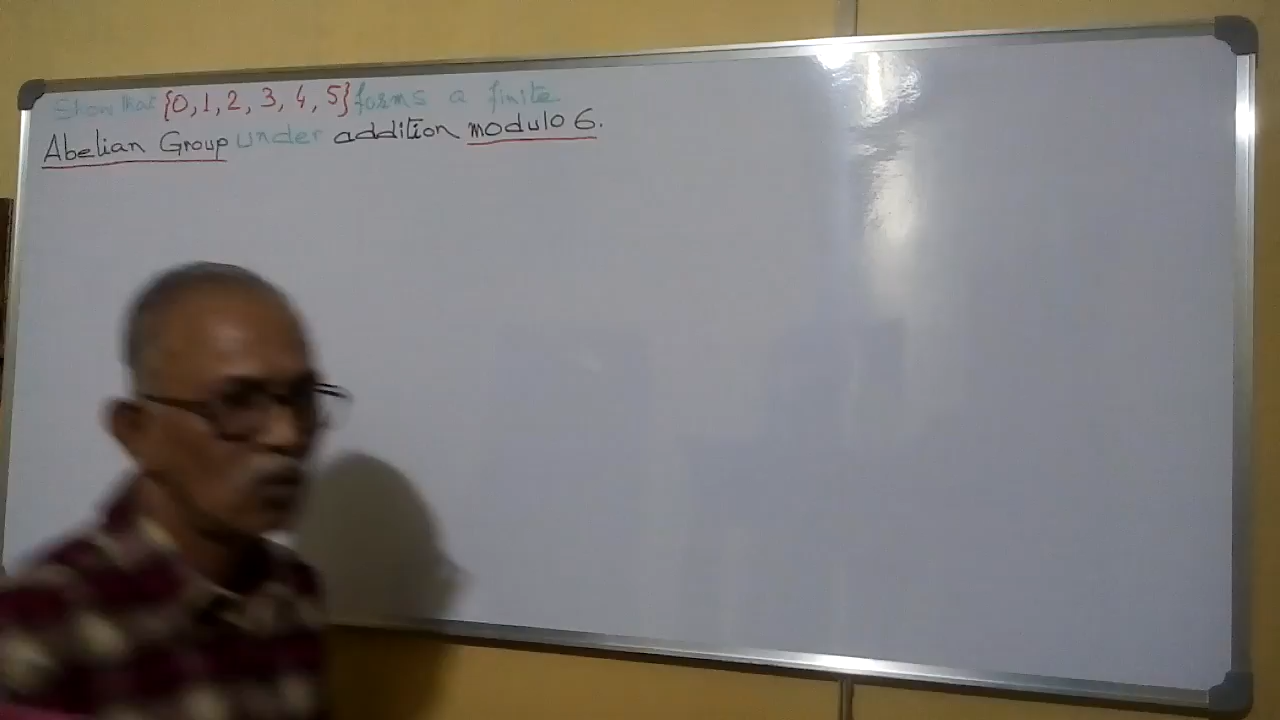 Show that {0, 1, 2, 3, 4, 5} forms a finite
Abelian Group under addition modulo 6.